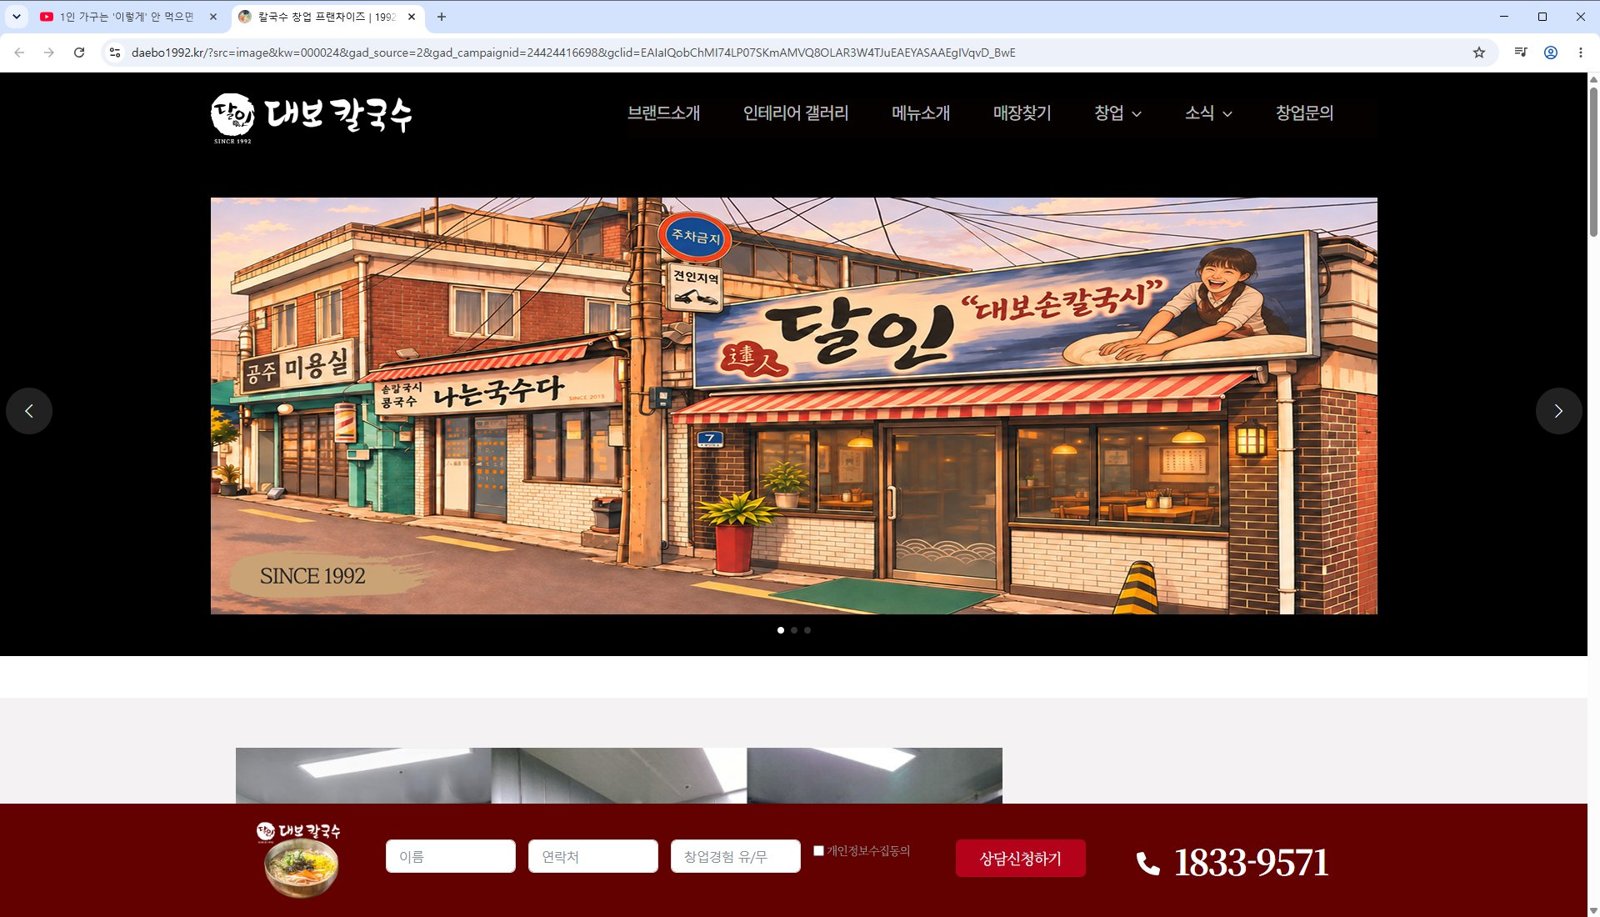 1인 가구는 '이렇게' 안 먹으면
칼국수 창업 프랜차이즈 | 1992
daebo1992.kr/?src=image&kw=000024&gad_source=2&gad_campaignid=24424416698&gclid=EAIaIQobChMI74LP07SKmAMVQ8OLAR3W4TJuEAEYASAAEgIVqvD_BwE
달인 대보 칼국수
SINCE 1992
브랜드소개 인테리어 갤러리 메뉴소개 매장찾기 창업 소식 창업문의
주차금지
견인지역
달인 "대보손칼국시"
達人
공주 미용실
손칼국시
콩국수
나는국수다 SINCE 2015
7
SINCE 1992
달인 대보 칼국수
이름 연락처 창업경험 유/무 개인정보수집동의 상담신청하기 1833-9571